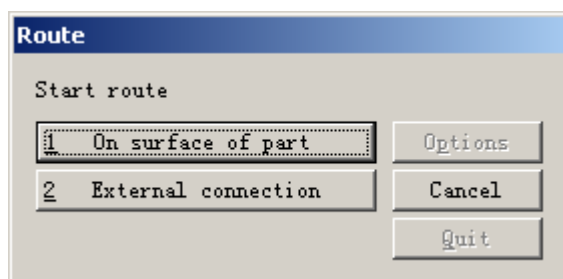 Route
Start route
1 On surface of part
Options
2 External connection
Cancel
Quit